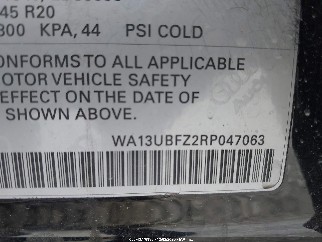 45 R20
300 KPA, 44 PSI COLD
ONFORMS TO ALL APPLICABLE
OTOR VEHICLE SAFETY
EFFECT ON THE DATE OF
SHOWN ABOVE.
WA13UBFZ2RP047063